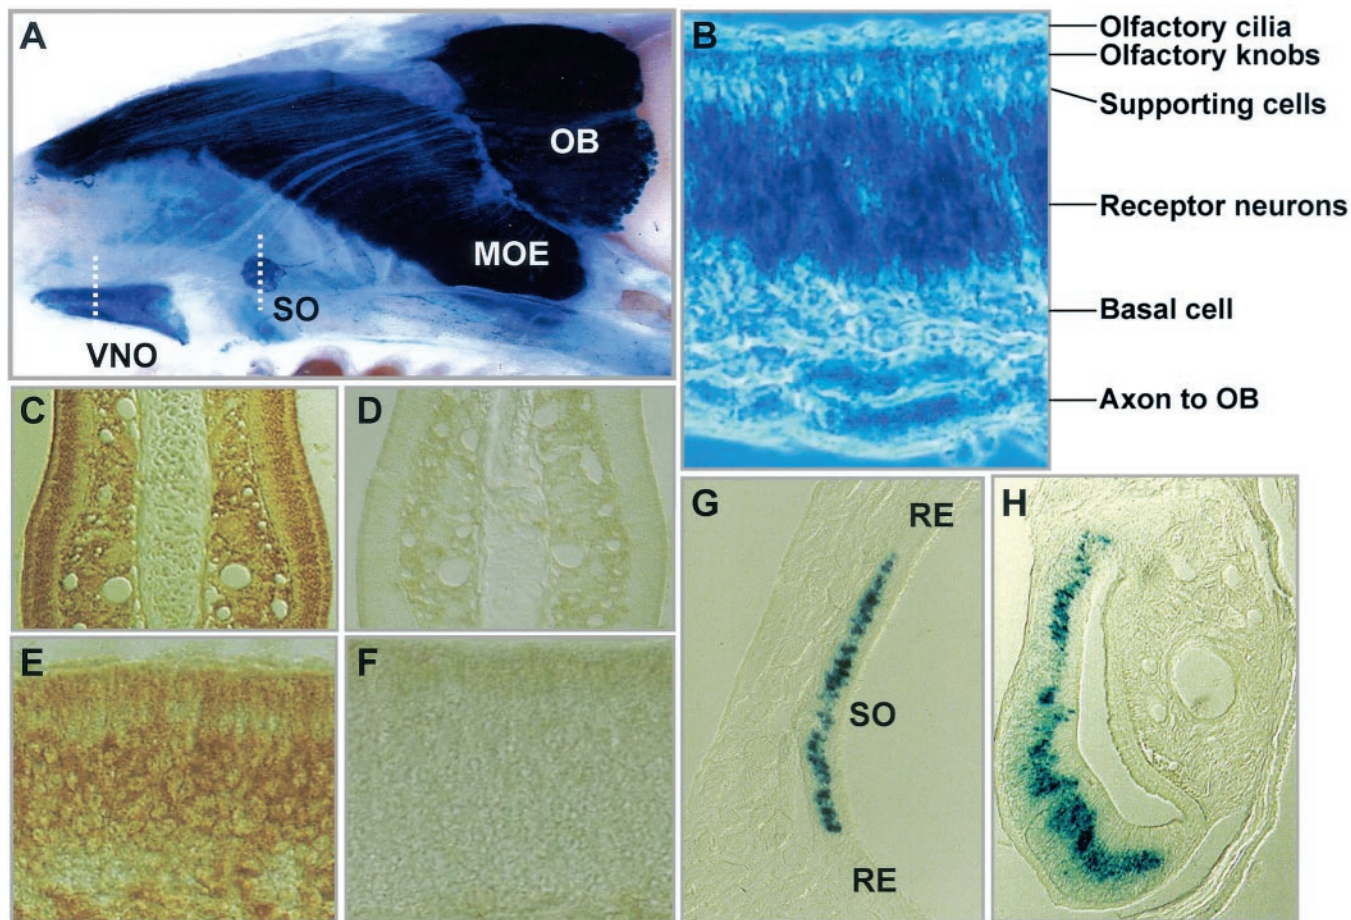 A
OB
MOE
SO
VNO
B
Olfactory cilia
Olfactory knobs
Supporting cells
Receptor neurons
Basal cell
Axon to OB
C
D
E
F
G
RE
SO
RE
H